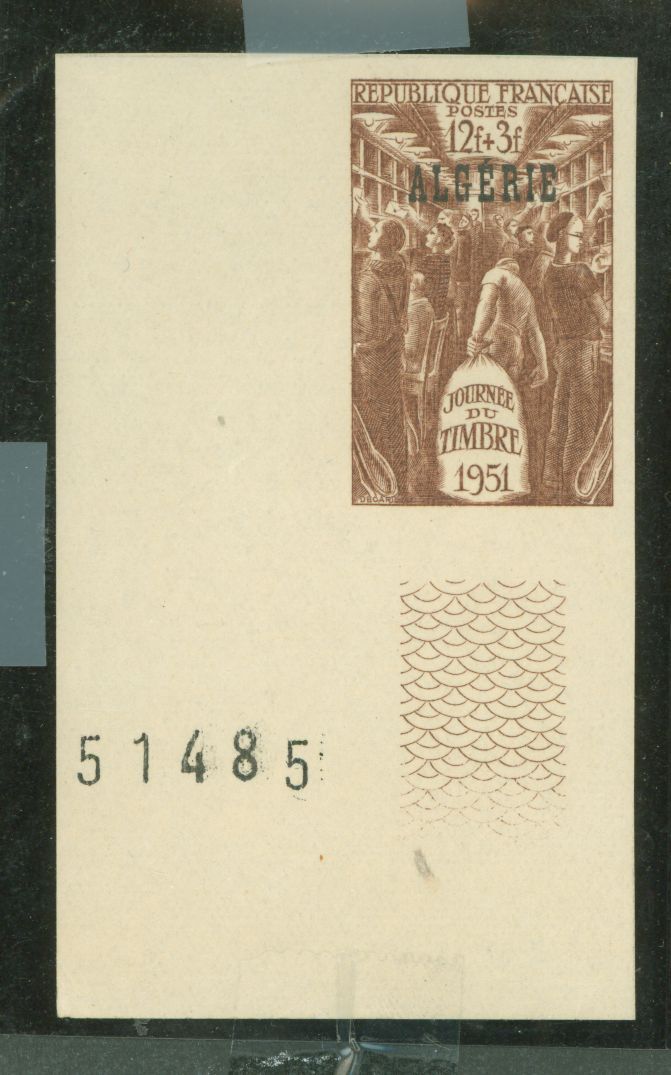 REPUBLIQUE FRANÇAISE
POSTES
12f+3f
ALGÉRIE
JOURNÉE
DU
TIMBRE
1951
51485